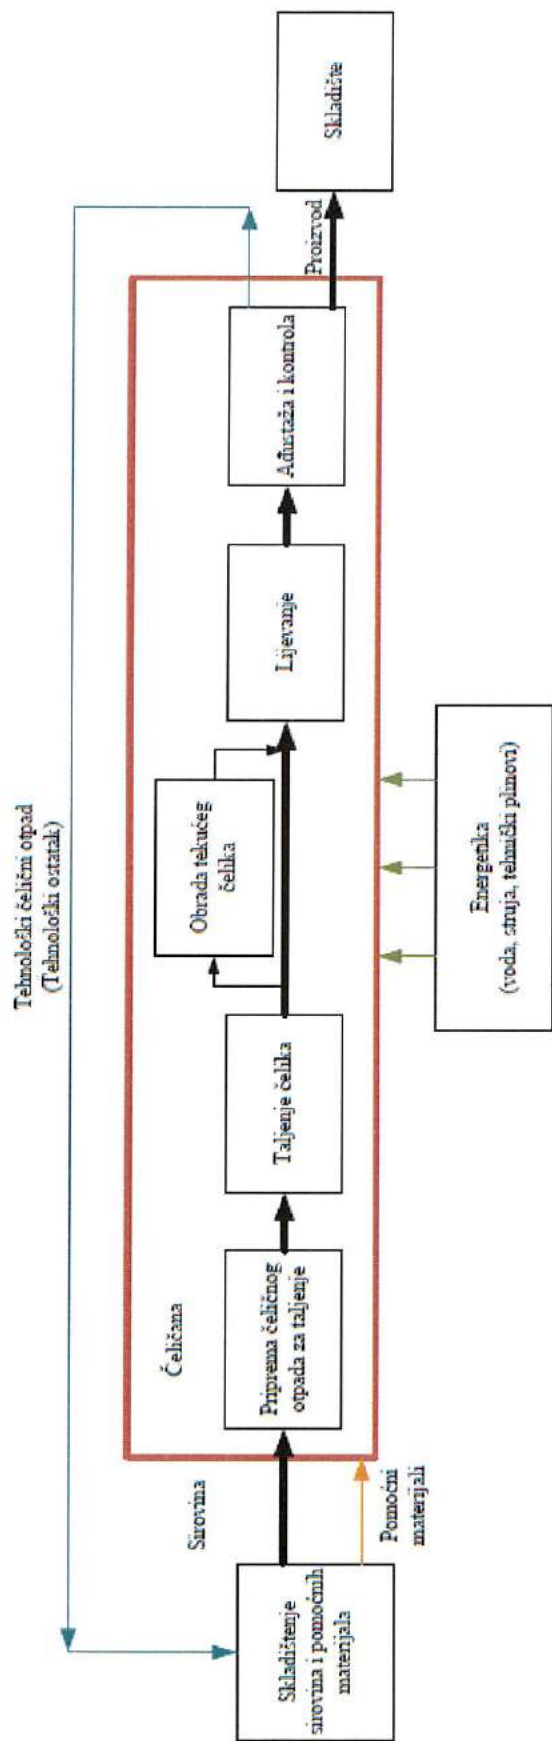 Tehnološki čelični otpad
(Tehnološki ostatak)
Skladištenje
sirovina i pomoćnih
materijala
Sirovina
Pomoćni
materijali
Čeličana
Priprema čeličnog
otpada za taljenje
Taljenje čelika
Obrada tekućeg
čelika
Lijevanje
Ađustaža i kontrola
Proizvod
Skladište
Energetika
(voda, struja, tehnički plinovi)